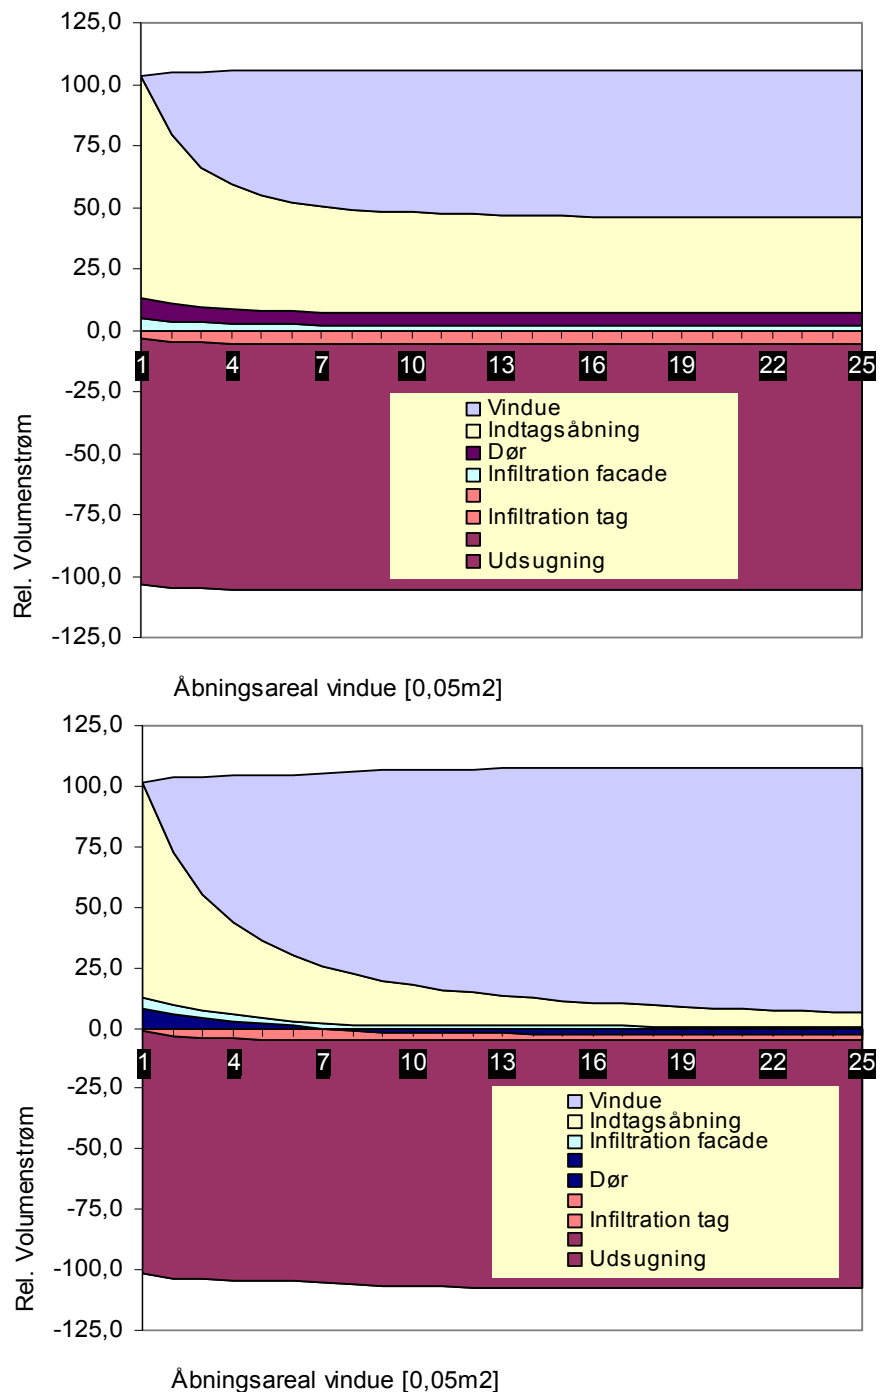 125,0
100,0
75,0
50,0
25,0
0,0
-25,0
-50,0
-75,0
-100,0
-125,0
Rel. Volumenstrøm
1 4 7 10 13 16 19 22 25
Vindue
Indtagsåbning
Dør
Infiltration facade
Infiltration tag
Udsugning
Åbningsareal vindue [0,05m2]
125,0
100,0
75,0
50,0
25,0
0,0
-25,0
-50,0
-75,0
-100,0
-125,0
Rel. Volumenstrøm
1 4 7 10 13 16 19 22 25
Vindue
Indtagsåbning
Infiltration facade
Dør
Infiltration tag
Udsugning
Åbningsareal vindue [0,05m2]